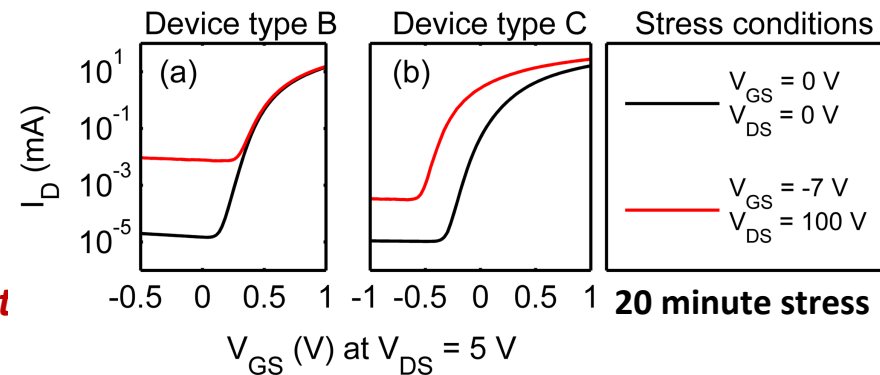 Device type B
Device type C
Stress conditions
(a)
(b)
10^1
10^-1
10^-3
10^-5
I_D (mA)
V_GS = 0 V
V_DS = 0 V
V_GS = -7 V
V_DS = 100 V
t
-0.5 0 0.5 1
-1 -0.5 0 0.5 1
20 minute stress
V_GS (V) at V_DS = 5 V